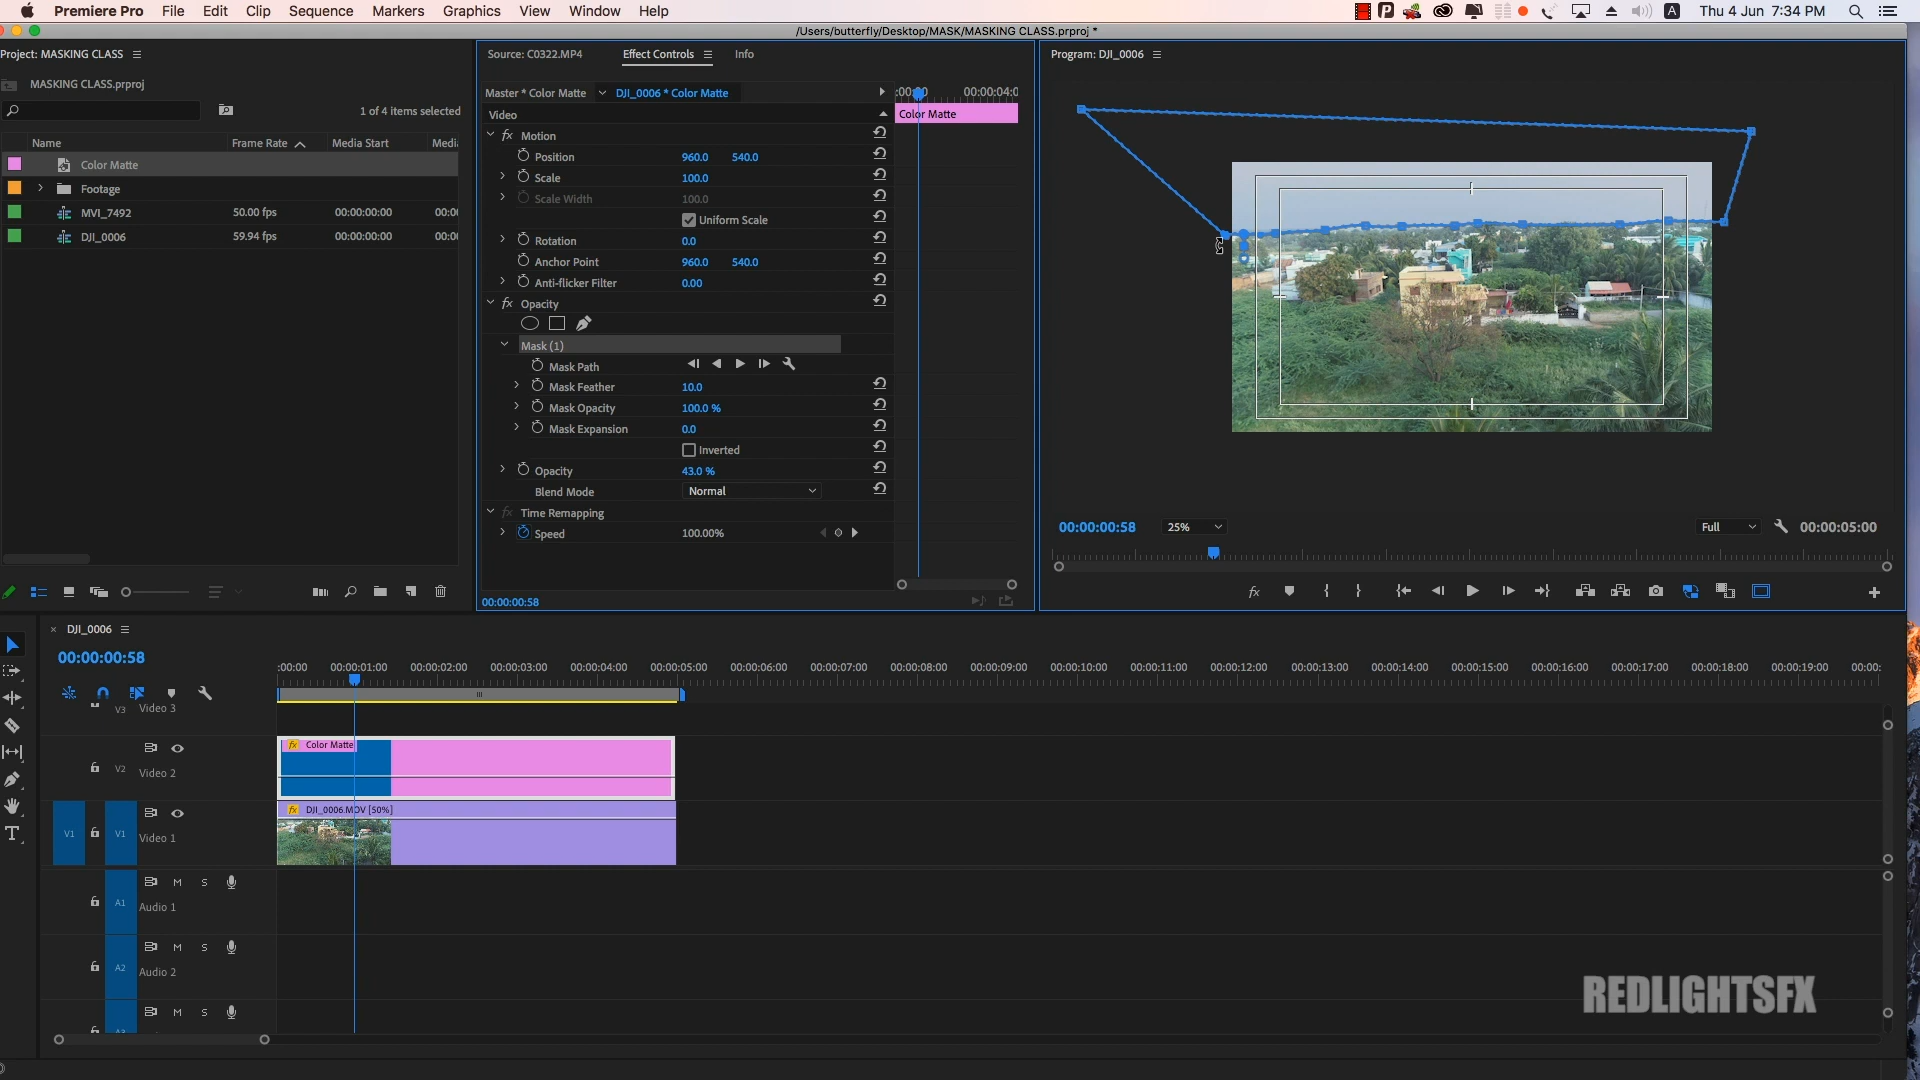 Premiere Pro File Edit Clip Sequence Markers Graphics View Window Help A Thu 4 Jun 7:34 PM
/Users/butterfly/Desktop/MASK/MASKING CLASS.prproj *
Project: MASKING CLASS
MASKING CLASS.prproj
1 of 4 items selected
Name Frame Rate Media Start Medi
Color Matte
Footage
MVI_7492 50.00 fps 00:00:00:00 00:0
DJI_0006 59.94 fps 00:00:00:00 00:0
Source: C0322.MP4 Effect Controls Info
Master * Color Matte DJI_0006 * Color Matte 00:00:04:0
Video Color Matte
fx Motion
Position 960.0 540.0
Scale 100.0
Scale Width 100.0
Uniform Scale
Rotation 0.0
Anchor Point 960.0 540.0
Anti-flicker Filter 0.00
fx Opacity
Mask (1)
Mask Path
Mask Feather 10.0
Mask Opacity 100.0 %
Mask Expansion 0.0
Inverted
Opacity 43.0 %
Blend Mode Normal
fx Time Remapping
Speed 100.00%
00:00:00:58
Program: DJI_0006
00:00:00:58 25% Full 00:00:05:00
fx
DJI_0006
00:00:00:58
:00:00 00:00:01:00 00:00:02:00 00:00:03:00 00:00:04:00 00:00:05:00 00:00:06:00 00:00:07:00 00:00:08:00 00:00:09:00 00:00:10:00 00:00:11:00 00:00:12:00 00:00:13:00 00:00:14:00 00:00:15:00 00:00:16:00 00:00:17:00 00:00:18:00 00:00:19:00 00:00:
V3 Video 3
fx Color Matte
V2 Video 2
fx DJI_0006.MOV [50%]
V1 V1 Video 1
M S
A1 Audio 1
M S
A2 Audio 2
M S
REDLIGHTSFX